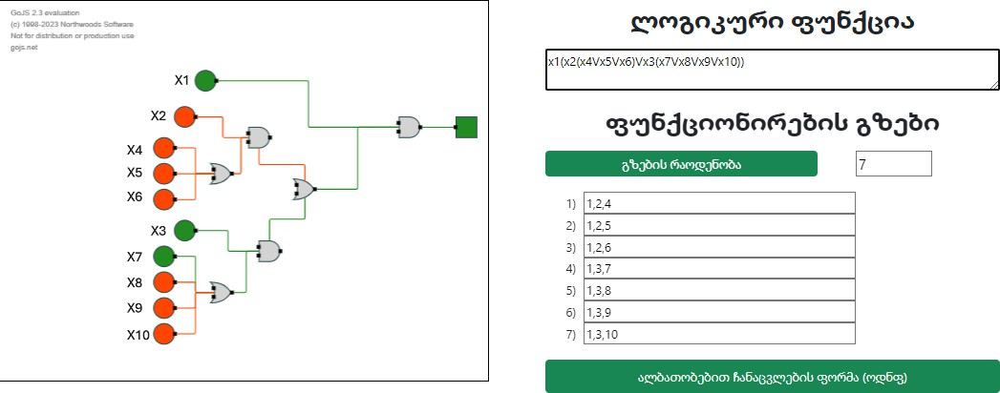 GoJS 2.3 evaluation
(c) 1998-2023 Northwoods Software
Not for distribution or production use
gojs.net
X1
X2
X4
X5
X6
X3
X7
X8
X9
X10
ლოგიკური ფუნქცია
x1(x2(x4Vx5Vx6)Vx3(x7Vx8Vx9Vx10))
ფუნქციონირების გზები
გზების რაოდენობა
7
1) 1,2,4
2) 1,2,5
3) 1,2,6
4) 1,3,7
5) 1,3,8
6) 1,3,9
7) 1,3,10
ალბათობებით ჩანაცვლების ფორმა (ოდნფ)